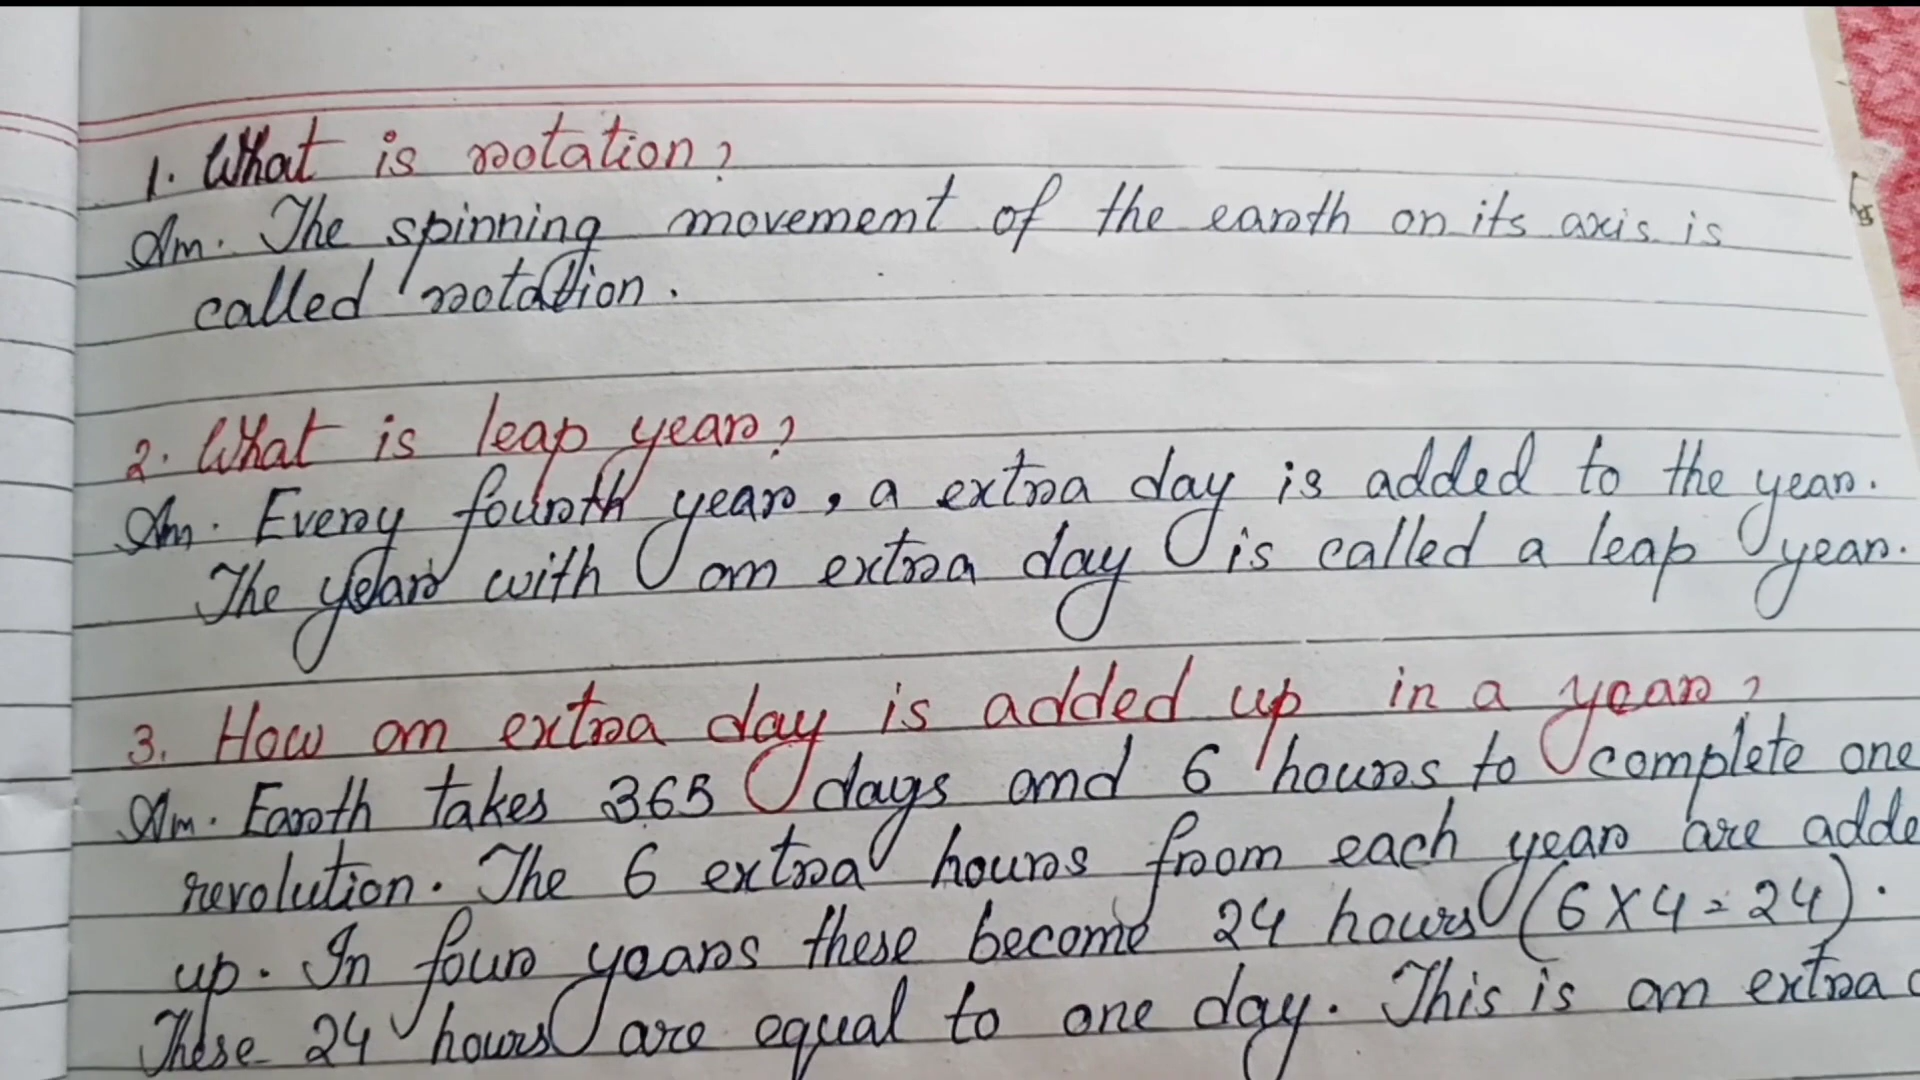 1. What is rotation?
Ans. The spinning movement of the earth on its axis is
called rotation.
2. What is leap year?
Ans. Every fourth year, a extra day is added to the year.
The year with an extra day is called a leap year.
3. How an extra day is added up in a year?
Ans. Earth takes 365 days and 6 hours to complete one
revolution. The 6 extra hours from each year are adde
up. In four years these become 24 hours (6 X 4 = 24).
These 24 hours are equal to one day. This is an extra